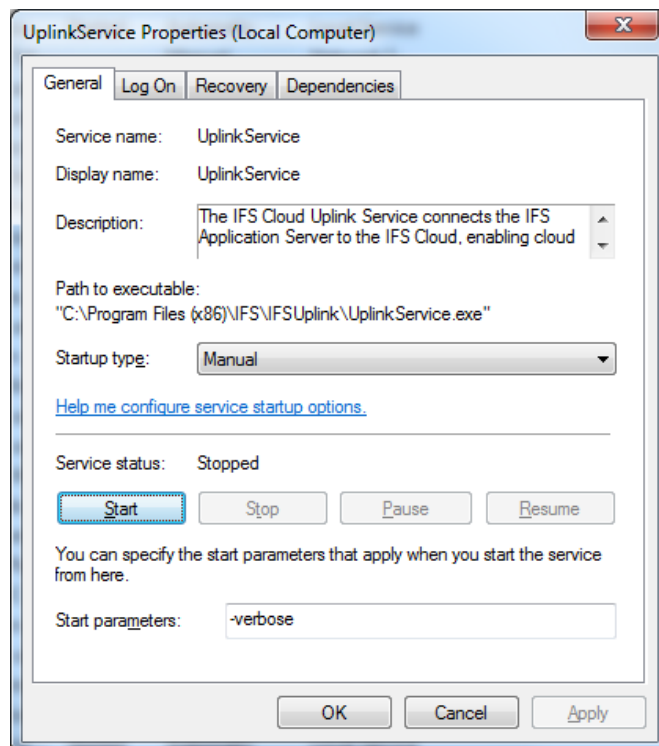 UplinkService Properties (Local Computer)
General Log On Recovery Dependencies
Service name: UplinkService
Display name: UplinkService
Description: The IFS Cloud Uplink Service connects the IFS
Application Server to the IFS Cloud, enabling cloud
Path to executable:
"C:\Program Files (x86)\IFS\IFSUplink\UplinkService.exe"
Startup type: Manual
Help me configure service startup options.
Service status: Stopped
Start Stop Pause Resume
You can specify the start parameters that apply when you start the service
from here.
Start parameters: -verbose
OK Cancel Apply